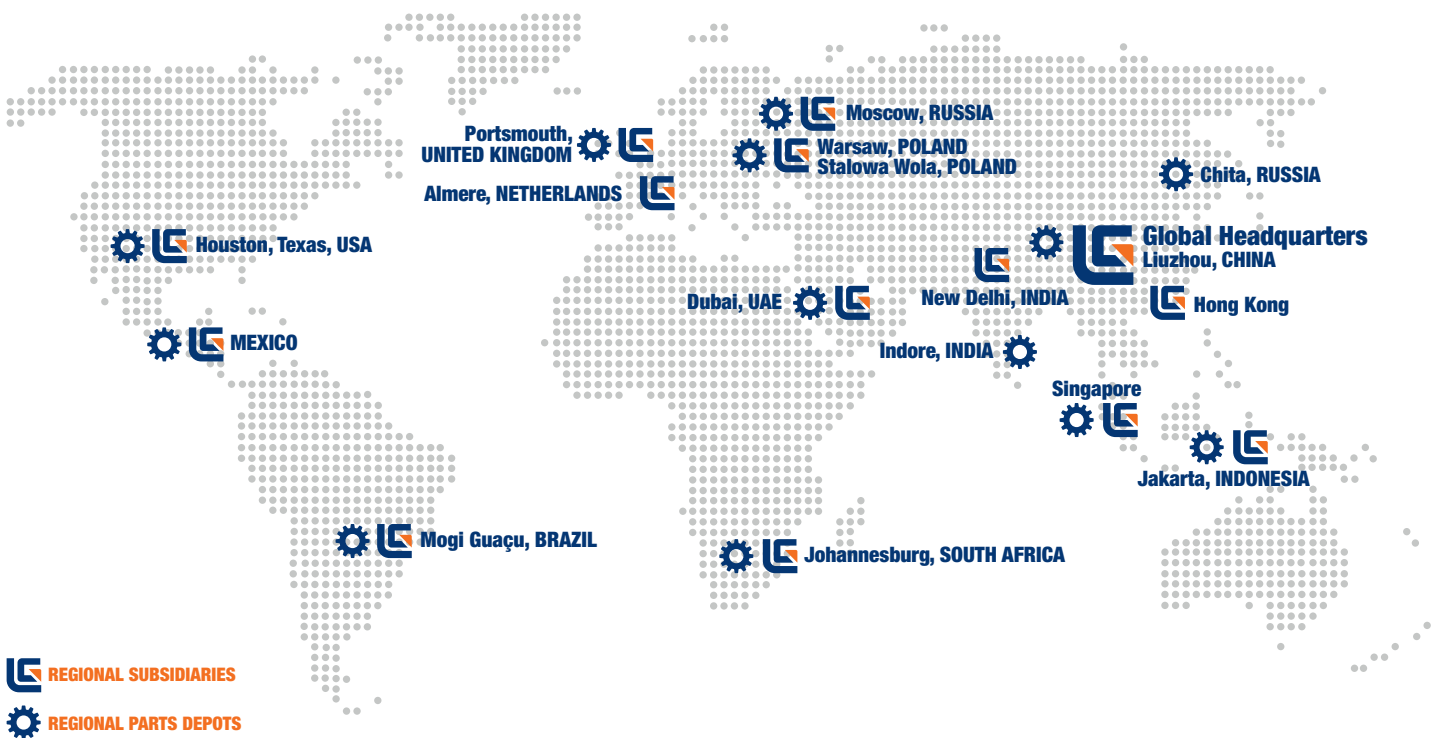 Moscow, RUSSIA
Portsmouth,
UNITED KINGDOM
Warsaw, POLAND
Stalowa Wola, POLAND
Chita, RUSSIA
Almere, NETHERLANDS
Houston, Texas, USA
Global Headquarters
Liuzhou, CHINA
New Delhi, INDIA
Dubai, UAE
Hong Kong
MEXICO
Indore, INDIA
Singapore
Jakarta, INDONESIA
Mogi Guaçu, BRAZIL
Johannesburg, SOUTH AFRICA
REGIONAL SUBSIDIARIES
REGIONAL PARTS DEPOTS